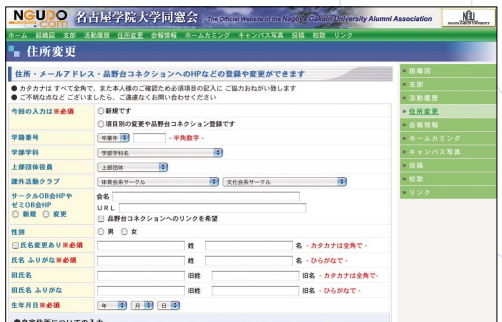 NGUDO .com 名古屋学院大学同窓会 The Official Website of the Nagoya Gakuin University Alumni Association NGU
ホーム 組織図 支部 活動履歴 住所変更 会報情報 ホームカミング キャンパス写真 投稿 校歌 リンク
住所変更
住所・メールアドレス・品野台コネクションへのHPなどの登録や変更ができます
● カタカナは すべて全角で、また本人様のご確認ため必須項目の記入に ご協力おねがい致します
● ご不明な点など ございましたら、ご遠慮なくお問い合わせください
今回の入力は※必須
○新規です
○項目別の変更や品野台コネクション登録です
学籍番号 卒業年 - 半角数字 -
学部学科 学部学科名
上部団体役員 上部団体
課外活動クラブ 体育会系サークル 文化会系サークル
サークルOB会HPや
ゼミOB会HP
○ 新規 ○ 変更
会名
URL
品野台コネクションへのリンクを希望
性別 ○ 男 ○ 女
氏名変更あり※必須 姓 名 - カタカナは全角で -
氏名 ふりがな※必須 姓 名 - ひらがなで -
旧氏名 旧姓 旧名 - カタカナは全角で-
旧氏名 ふりがな 旧姓 旧名 - ひらがなで -
生年月日※必須 年 月 日
●自宅住所についての入力
» 組織図
» 支部
» 活動履歴
» 住所変更
» 会報情報
» ホームカミング
» キャンパス写真
» 投稿
» 校歌
» リンク